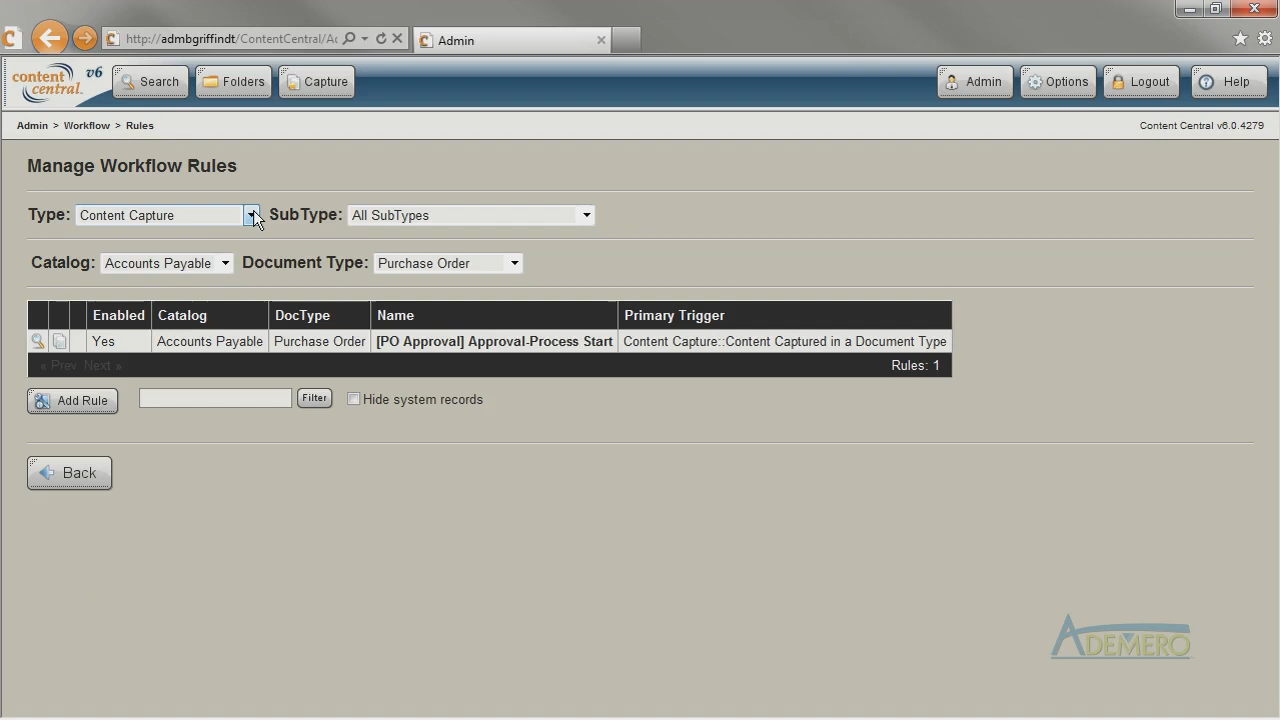 http://admbgriffindt/ContentCentral/Ac
Admin
content central. v6
Search
Folders
Capture
Admin
Options
Logout
Help
Admin > Workflow > Rules
Content Central v6.0.4279
Manage Workflow Rules
Type: Content Capture SubType: All SubTypes
Catalog: Accounts Payable Document Type: Purchase Order
Enabled Catalog DocType Name Primary Trigger
Yes Accounts Payable Purchase Order [PO Approval] Approval-Process Start Content Capture::Content Captured in a Document Type
« Prev Next » Rules: 1
Add Rule Filter Hide system records
Back
ADEMERO